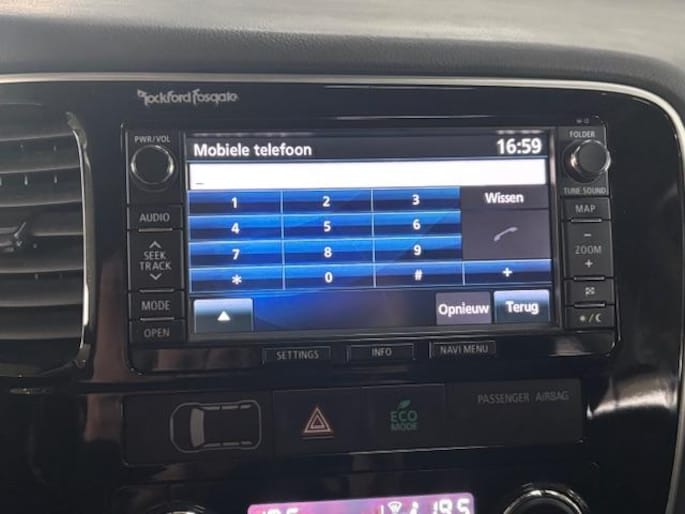 Rockford Fosgate
PWR/VOL
AUDIO
SEEK
TRACK
MODE
OPEN
Mobiele telefoon 16:59
_
1 2 3 Wissen
4 5 6
7 8 9
* 0 # +
Opnieuw Terug
FOLDER
TUNE SOUND
MAP
−
ZOOM
+
SETTINGS INFO NAVI MENU
ECO
MODE
PASSENGER AIRBAG